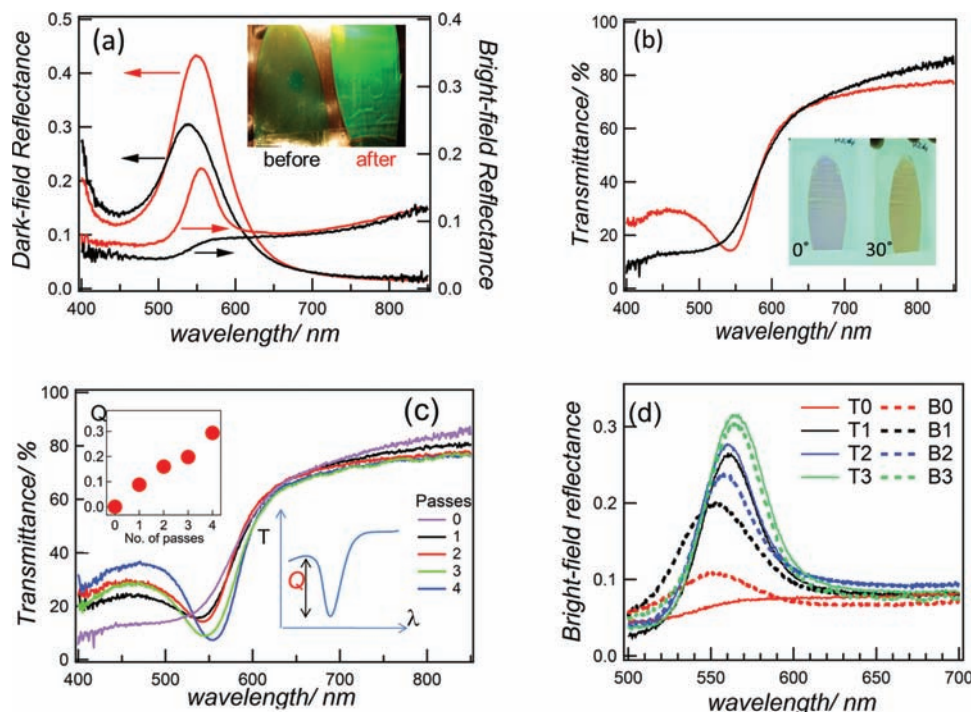 (a)
0.5
0.4
0.3
0.2
0.1
0.0
Dark-field Reflectance
0.4
0.3
0.2
0.1
0.0
Bright-field Reflectance
before after
400 500 600 700 800
wavelength/ nm
(b)
100
80
60
40
20
0
Transmittance/ %
0° 30°
400 500 600 700 800
wavelength/ nm
(c)
100
80
60
40
20
0
Transmittance/ %
Q
0.3
0.2
0.1
0.0
0 1 2 3 4
No. of passes
T
Q
λ
Passes
0
1
2
3
4
400 500 600 700 800
wavelength/ nm
(d)
0.3
0.2
0.1
0.0
Bright-field reflectance
T0 B0
T1 B1
T2 B2
T3 B3
500 550 600 650 700
wavelength/ nm